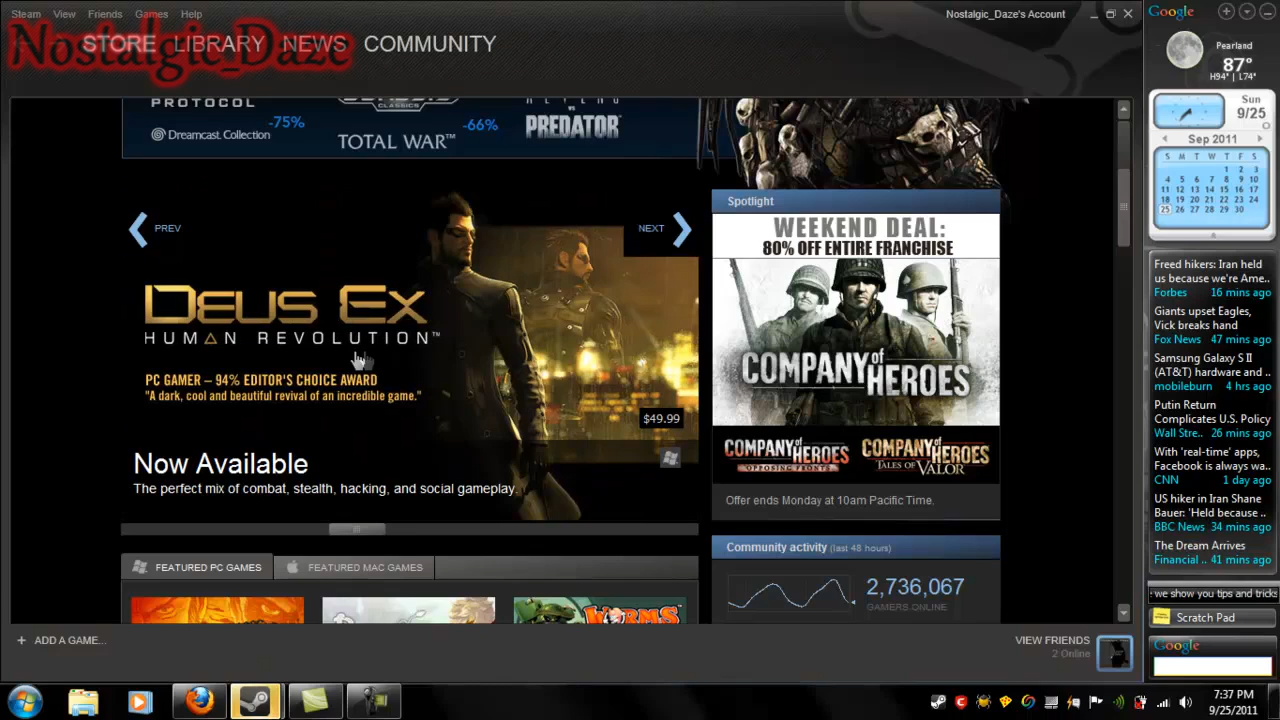 Steam View Friends Games Help
Nostalgic_Daze's Account
Nostalgic_Daze
STORE LIBRARY NEWS COMMUNITY
PROTOCOL
Dreamcast. Collection -75%
CLASSICS
TOTAL WAR™ -66%
PREDATOR
PREV
NEXT
DEUS EX
HUMAN REVOLUTION™
PC GAMER – 94% EDITOR'S CHOICE AWARD
"A dark, cool and beautiful revival of an incredible game."
$49.99
Now Available
The perfect mix of combat, stealth, hacking, and social gameplay.
Spotlight
WEEKEND DEAL:
80% OFF ENTIRE FRANCHISE
COMPANY of HEROES
COMPANY of HEROES OPPOSING FRONTS
COMPANY of HEROES TALES OF VALOR
Offer ends Monday at 10am Pacific Time.
FEATURED PC GAMES FEATURED MAC GAMES
WORMS
Community activity (last 48 hours)
2,736,067
GAMERS ONLINE
+ ADD A GAME...
VIEW FRIENDS
2 Online
Google
Pearland
87°
H94° | L74°
Sun
9/25
Sep 2011
S M T W T F S
1 2 3
4 5 6 7 8 9 10
11 12 13 14 15 16 17
18 19 20 21 22 23 24
25 26 27 28 29 30
Freed hikers: Iran held
us because we're Ame..
Forbes 16 mins ago
Giants upset Eagles,
Vick breaks hand
Fox News 47 mins ago
Samsung Galaxy S II
(AT&T) hardware and ..
mobileburn 4 hrs ago
Putin Return
Complicates U.S. Policy
Wall Stre.. 26 mins ago
With 'real-time' apps,
Facebook is always wa..
CNN 1 day ago
US hiker in Iran Shane
Bauer: 'Held because ..
BBC News 34 mins ago
The Dream Arrives
Financial .. 41 mins ago
: we show you tips and tricks
Scratch Pad
Google
7:37 PM
9/25/2011